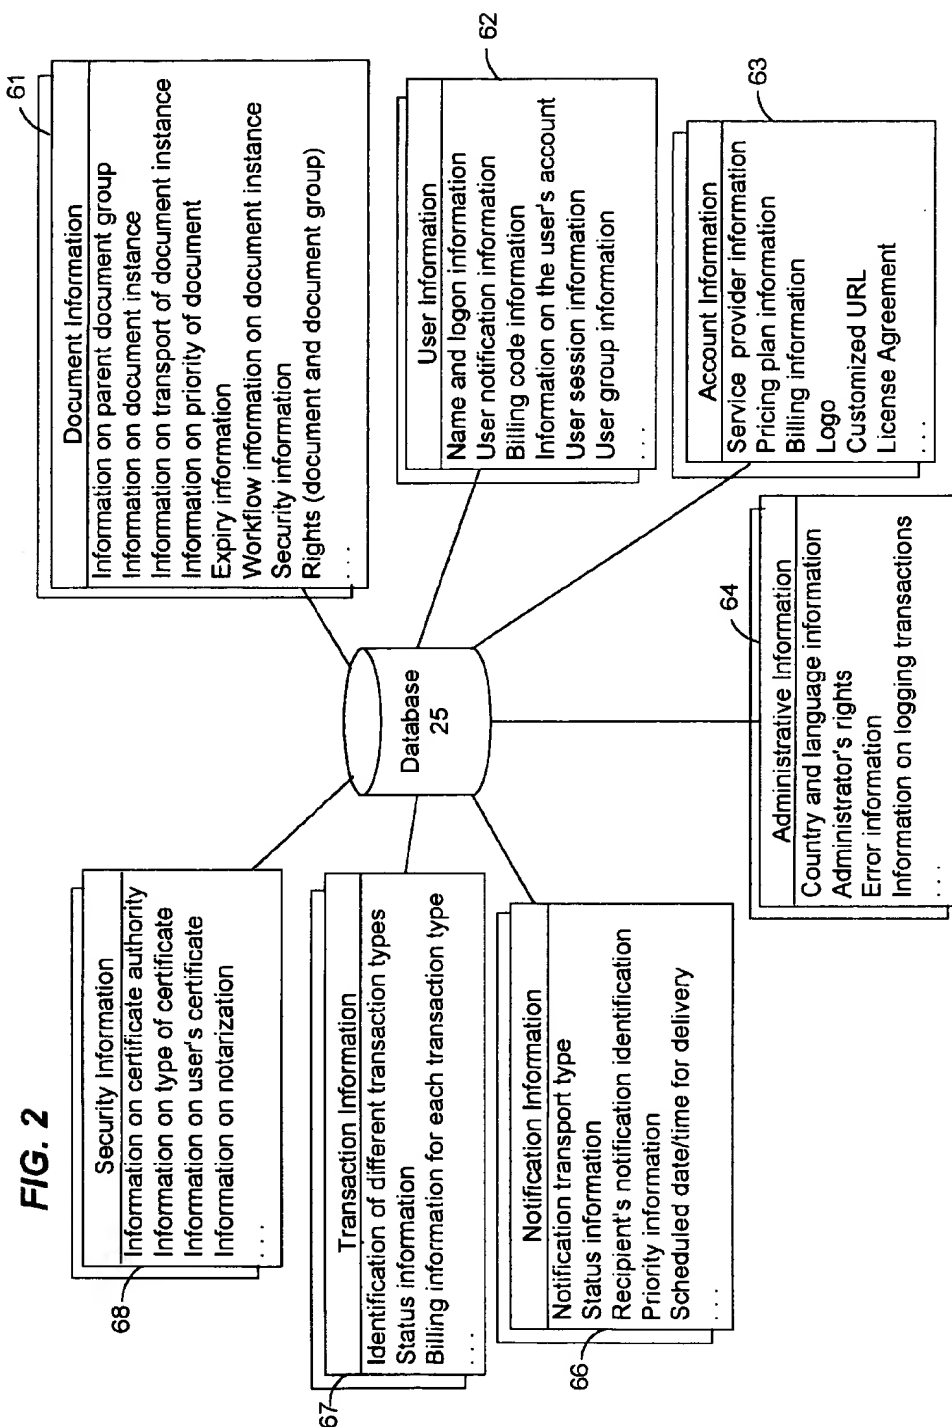 FIG. 2
68
Security Information
Information on certificate authority
Information on type of certificate
Information on user's certificate
Information on notarization
. . .
67
Transaction Information
Identification of different transaction types
Status information
Billing information for each transaction type
. . .
66
Notification Information
Notification transport type
Status information
Recipient's notification identification
Priority information
Scheduled date/time for delivery
. . .
Database
25
61
Document Information
Information on parent document group
Information on document instance
Information on transport of document instance
Information on priority of document
Expiry information
Workflow information on document instance
Security information
Rights (document and document group)
. . .
62
User Information
Name and logon information
User notification information
Billing code information
Information on the user's account
User session information
User group information
. . .
63
Account Information
Service provider information
Pricing plan information
Billing information
Logo
Customized URL
License Agreement
. . .
64
Administrative Information
Country and language information
Administrator's rights
Error information
Information on logging transactions
. . .